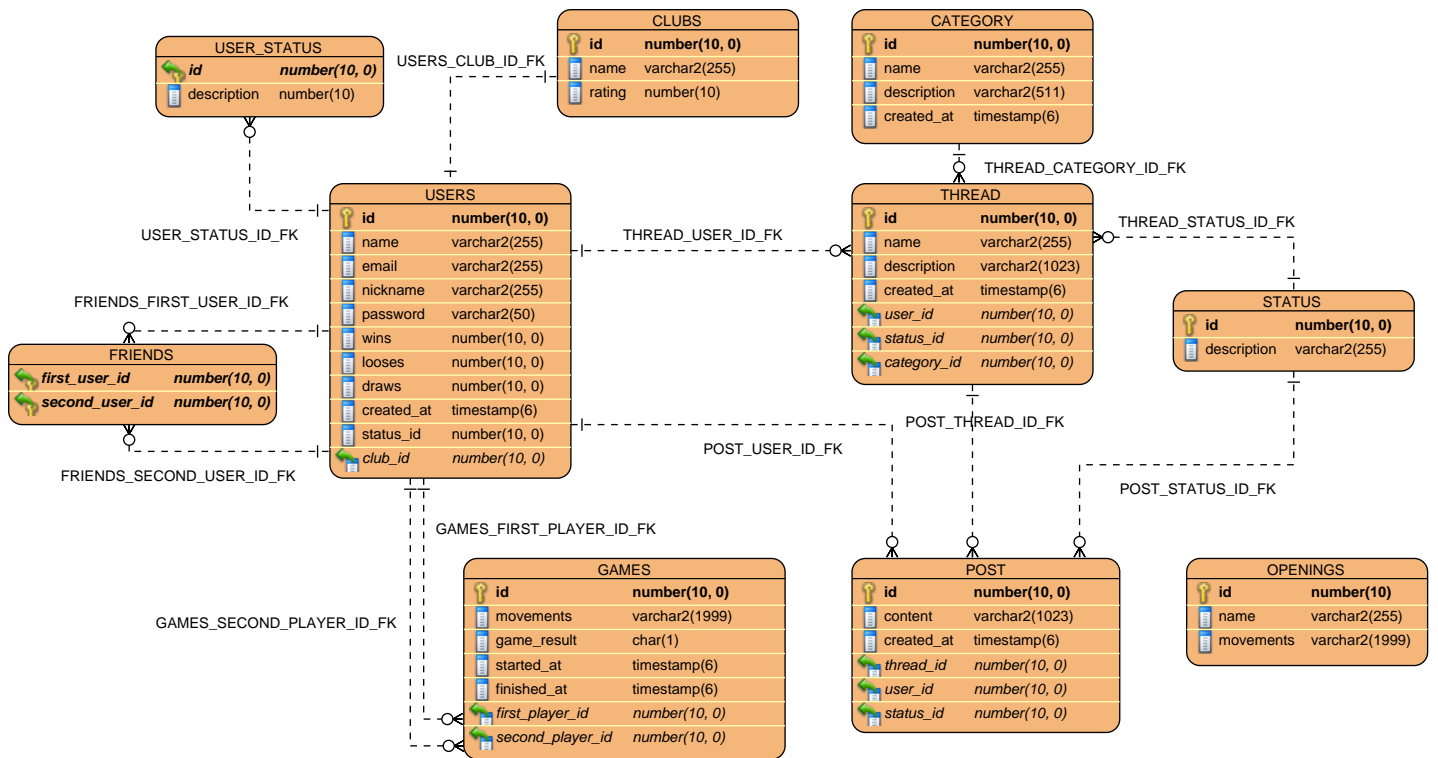 USER_STATUS
id number(10, 0)
description number(10)
USERS_CLUB_ID_FK
CLUBS
id number(10, 0)
name varchar2(255)
rating number(10)
CATEGORY
id number(10, 0)
name varchar2(255)
description varchar2(511)
created_at timestamp(6)
THREAD_CATEGORY_ID_FK
USER_STATUS_ID_FK
USERS
id number(10, 0)
name varchar2(255)
email varchar2(255)
nickname varchar2(255)
password varchar2(50)
wins number(10, 0)
looses number(10, 0)
draws number(10, 0)
created_at timestamp(6)
status_id number(10, 0)
club_id number(10, 0)
THREAD_USER_ID_FK
THREAD
id number(10, 0)
name varchar2(255)
description varchar2(1023)
created_at timestamp(6)
user_id number(10, 0)
status_id number(10, 0)
category_id number(10, 0)
THREAD_STATUS_ID_FK
STATUS
id number(10, 0)
description varchar2(255)
FRIENDS_FIRST_USER_ID_FK
FRIENDS
first_user_id number(10, 0)
second_user_id number(10, 0)
FRIENDS_SECOND_USER_ID_FK
POST_THREAD_ID_FK
POST_USER_ID_FK
POST_STATUS_ID_FK
GAMES_FIRST_PLAYER_ID_FK
GAMES_SECOND_PLAYER_ID_FK
GAMES
id number(10, 0)
movements varchar2(1999)
game_result char(1)
started_at timestamp(6)
finished_at timestamp(6)
first_player_id number(10, 0)
second_player_id number(10, 0)
POST
id number(10, 0)
content varchar2(1023)
created_at timestamp(6)
thread_id number(10, 0)
user_id number(10, 0)
status_id number(10, 0)
OPENINGS
id number(10)
name varchar2(255)
movements varchar2(1999)